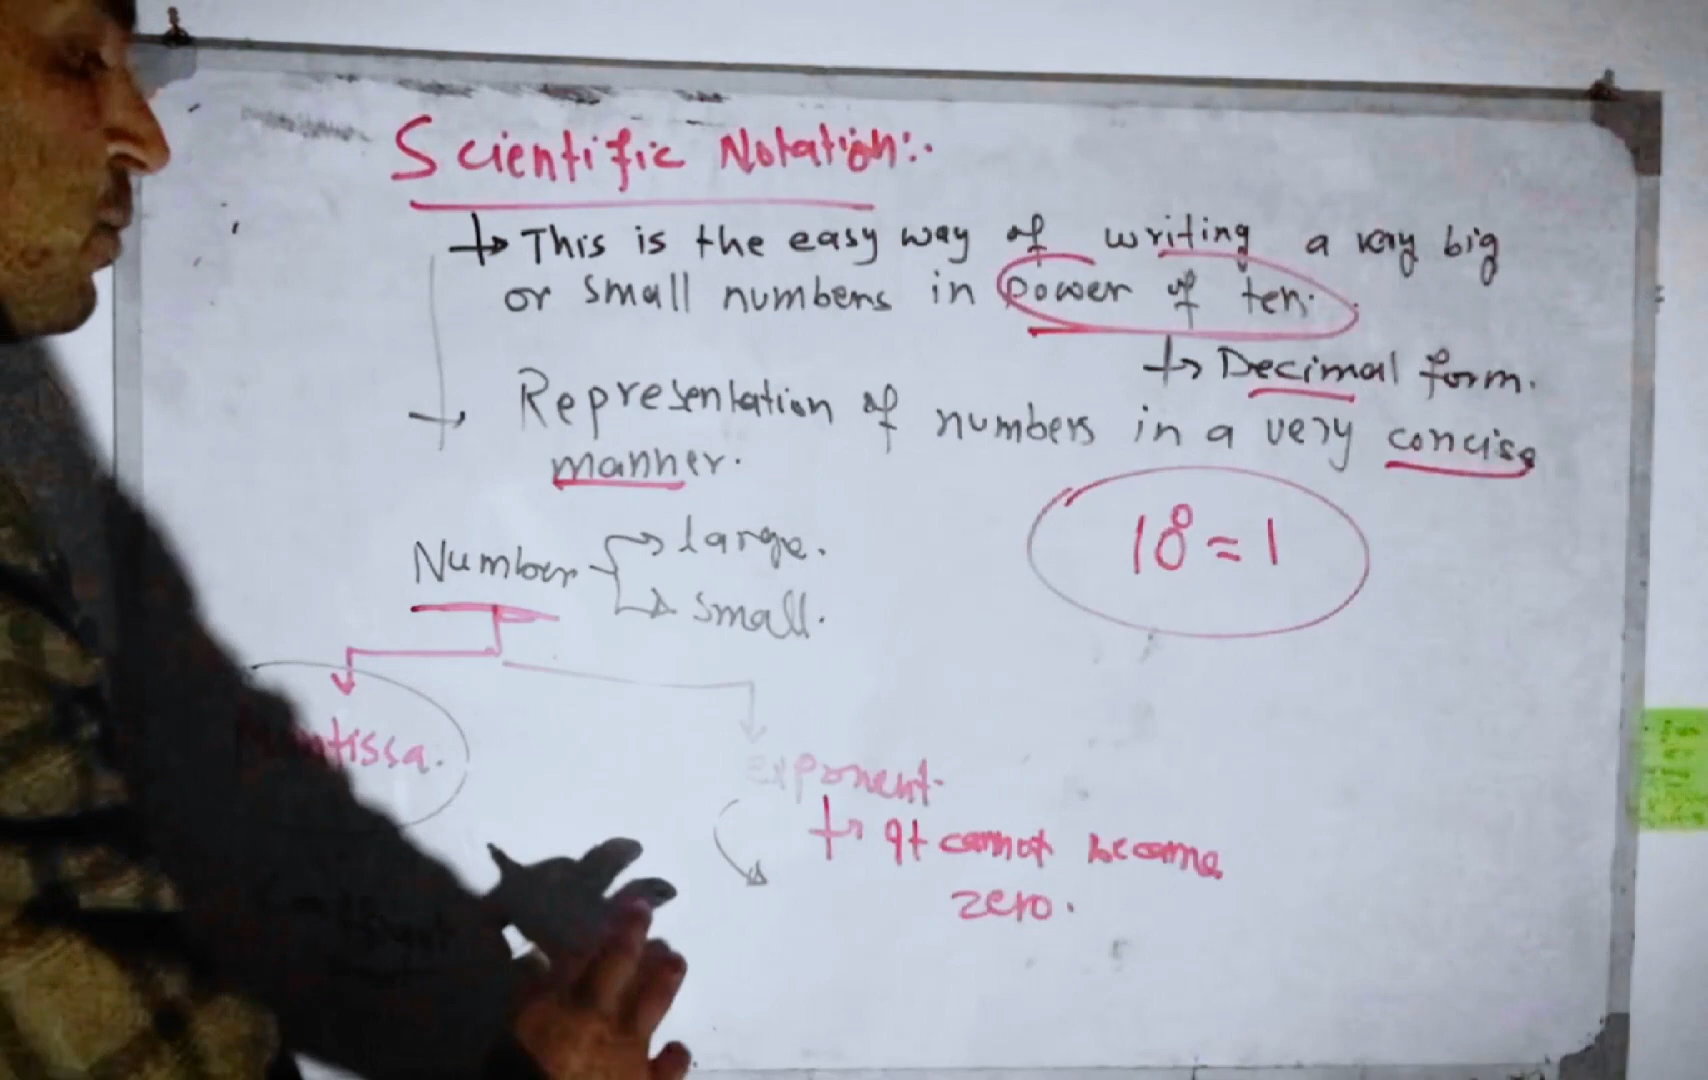 Scientific Notation:.
→ This is the easy way of writing a very big
or small numbers in power of ten.
→ Decimal form.
→ Representation of numbers in a very concise
manner.
Number → large.
→ small.
18 = 1
Mantissa.
exponent.
→ It cannot become
zero.